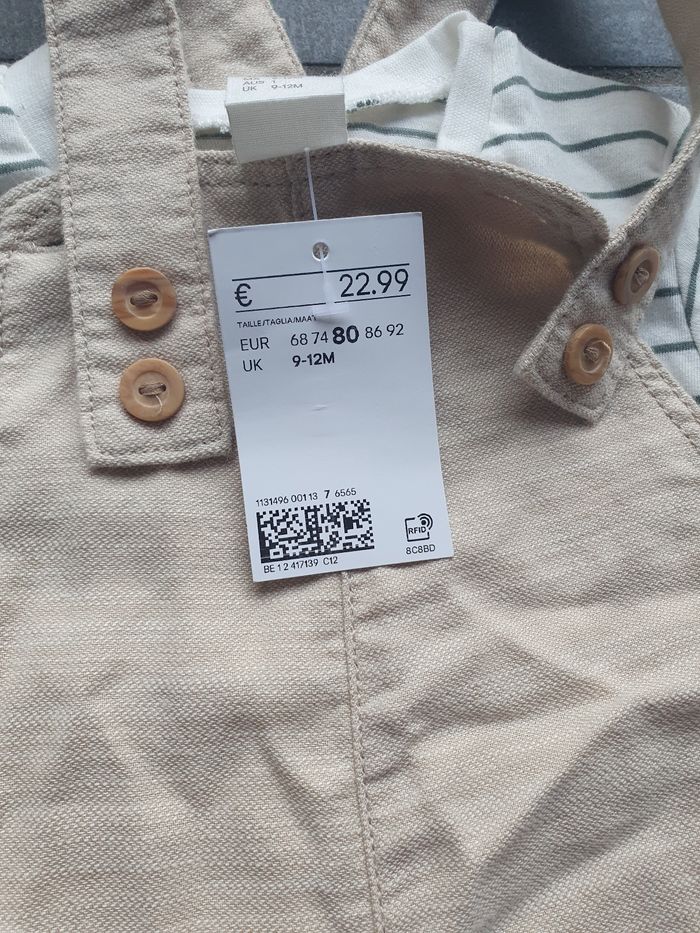 AUS 1
UK 9-12M
€ 22.99
TAILLE/TAGLIA/MAAT
EUR 68 74 80 86 92
UK 9-12M
1131496 001 13 7 6565
RFID
8C8BD
BE 1 2 417139 C12